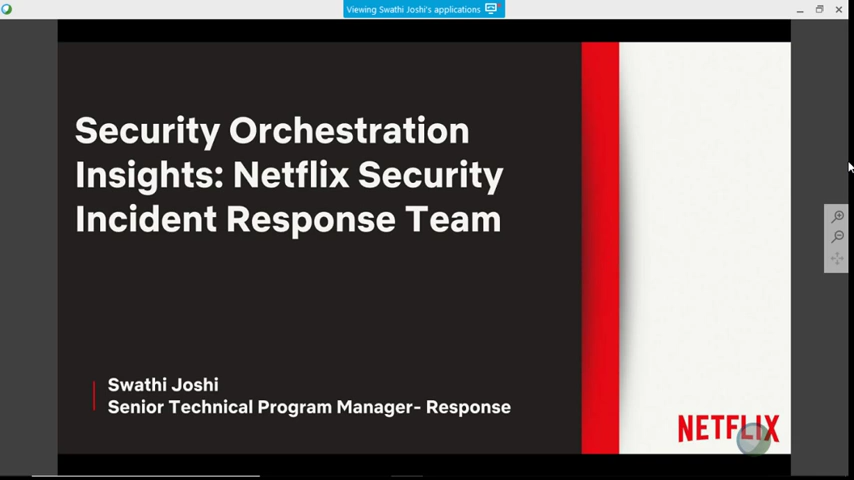 Viewing Swathi Joshi's applications
Security Orchestration
Insights: Netflix Security
Incident Response Team
Swathi Joshi
Senior Technical Program Manager- Response
NETFLIX